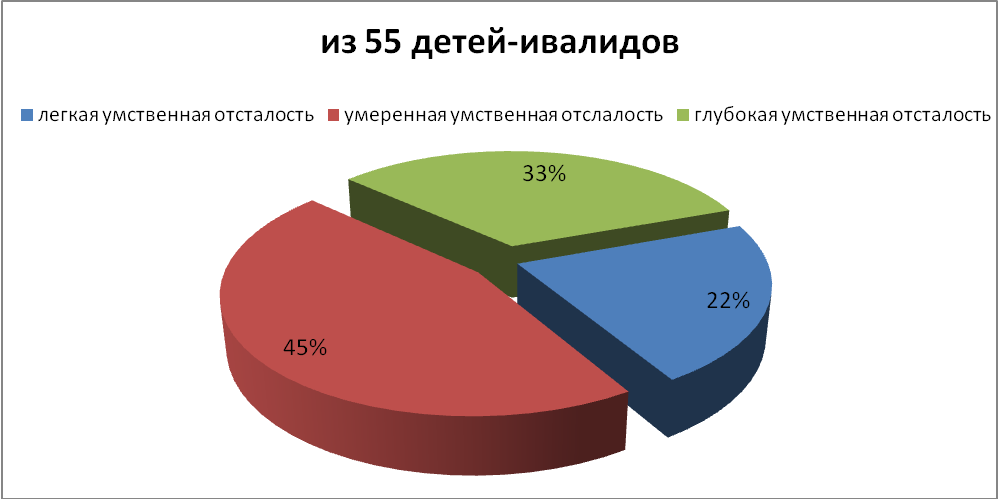 из 55 детей-ивалидов
легкая умственная отсталость умеренная умственная отслалость глубокая умственная отсталость
33%
22%
45%